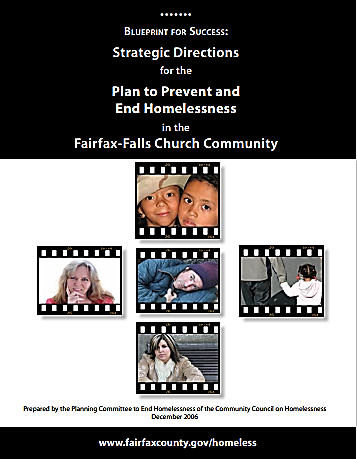 Blueprint for Success:
Strategic Directions
for the
Plan to Prevent and
End Homelessness
in the
Fairfax-Falls Church Community
Prepared by the Planning Committee to End Homelessness of the Community Council on Homelessness
December 2006
www.fairfaxcounty.gov/homeless